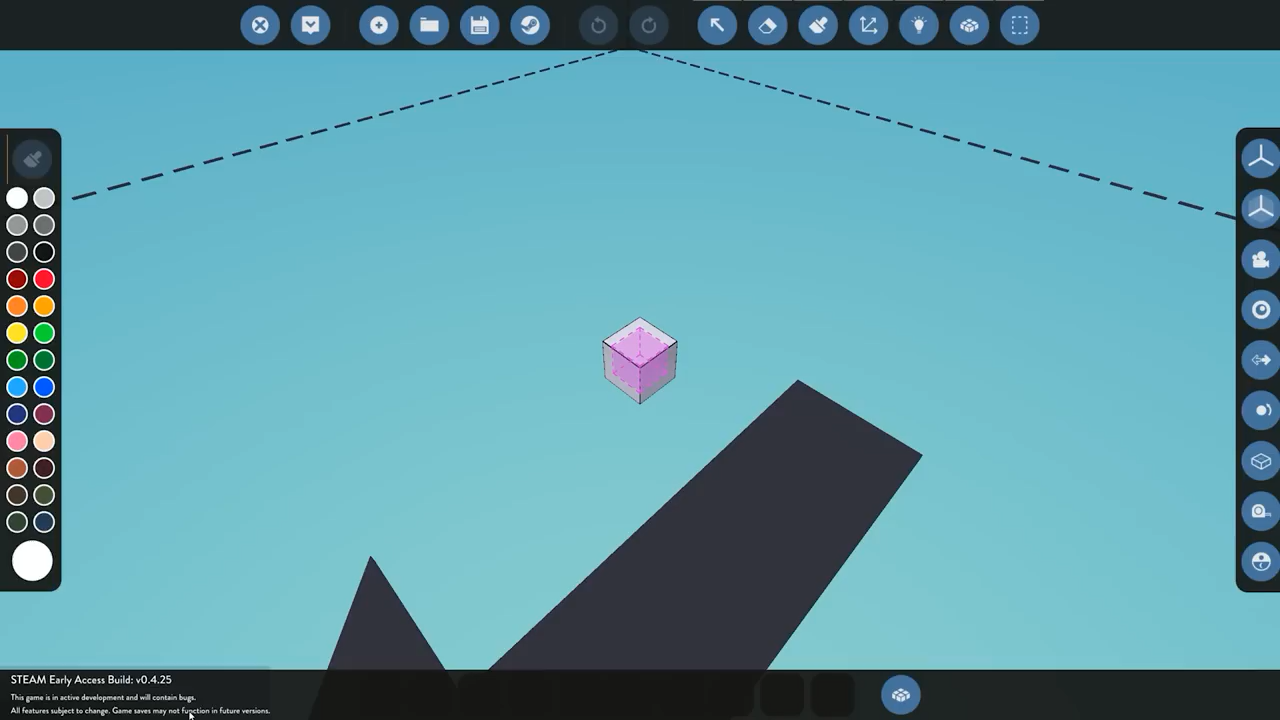 STEAM Early Access Build: v0.4.25
This game is in active development and will contain bugs.
All features subject to change. Game saves may not function in future versions.